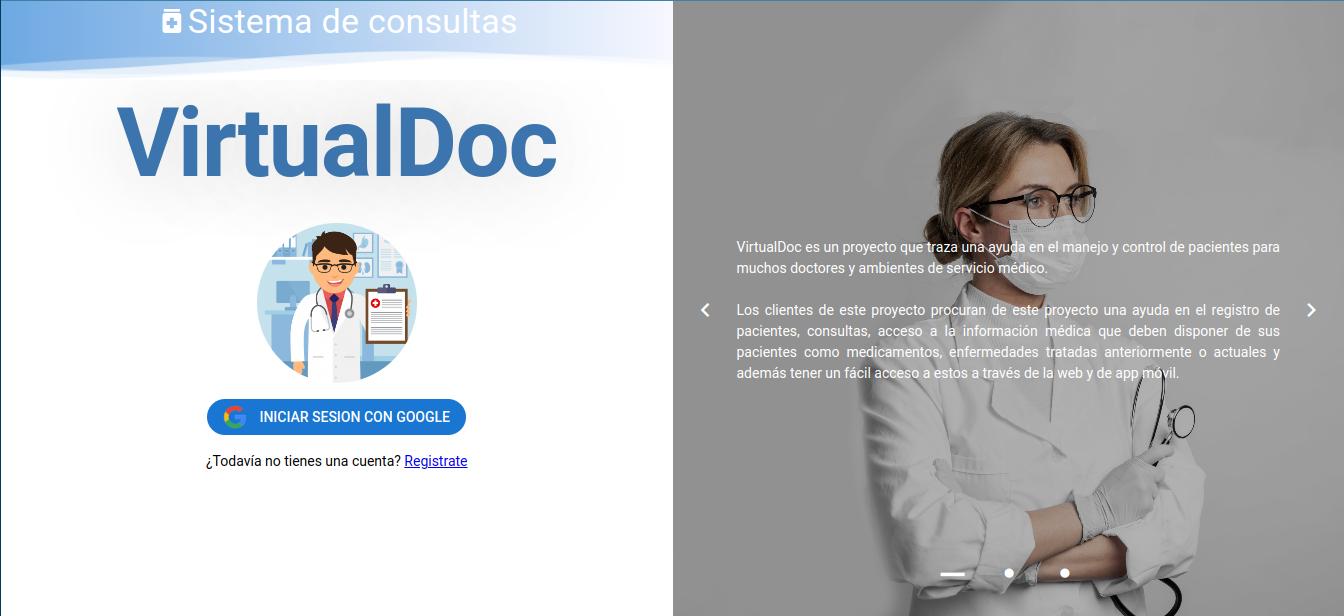 Sistema de consultas
VirtualDoc
INICIAR SESION CON GOOGLE
¿Todavía no tienes una cuenta? Registrate
VirtualDoc es un proyecto que traza una ayuda en el manejo y control de pacientes para
muchos doctores y ambientes de servicio médico.
Los clientes de este proyecto procuran de este proyecto una ayuda en el registro de
pacientes, consultas, acceso a la información médica que deben disponer de sus
pacientes como medicamentos, enfermedades tratadas anteriormente o actuales y
además tener un fácil acceso a estos a través de la web y de app móvil.